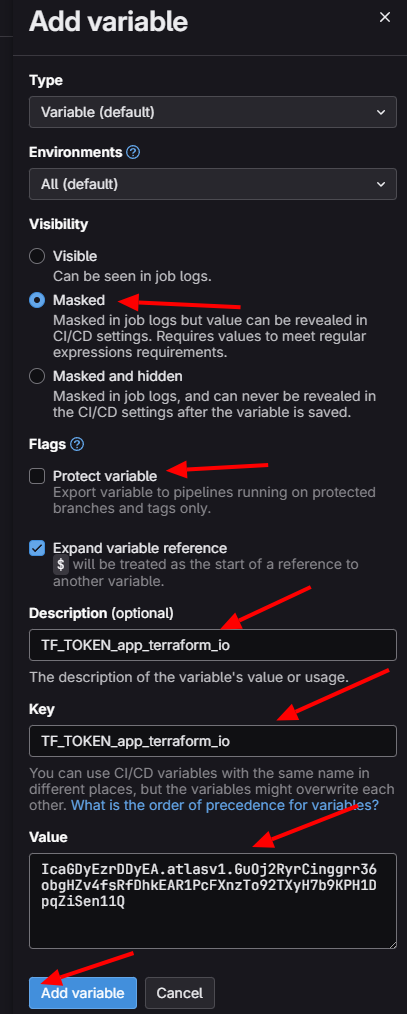 Add variable
Type
Variable (default)
Environments
All (default)
Visibility
Visible
Can be seen in job logs.
Masked
Masked in job logs but value can be revealed in
CI/CD settings. Requires values to meet regular
expressions requirements.
Masked and hidden
Masked in job logs, and can never be revealed in
the CI/CD settings after the variable is saved.
Flags
Protect variable
Export variable to pipelines running on protected
branches and tags only.
Expand variable reference
$ will be treated as the start of a reference to
another variable.
Description (optional)
TF_TOKEN_app_terraform_io
The description of the variable's value or usage.
Key
TF_TOKEN_app_terraform_io
You can use CI/CD variables with the same name in
different places, but the variables might overwrite each
other. What is the order of precedence for variables?
Value
IcaGDyEzrDDyEA.atlasv1.GuOj2RyrCinggrr36
obgHZv4fsRfDhkEAR1PcFXnzTo92TXyH7b9KPH1D
pqZiSen11Q
Add variable
Cancel